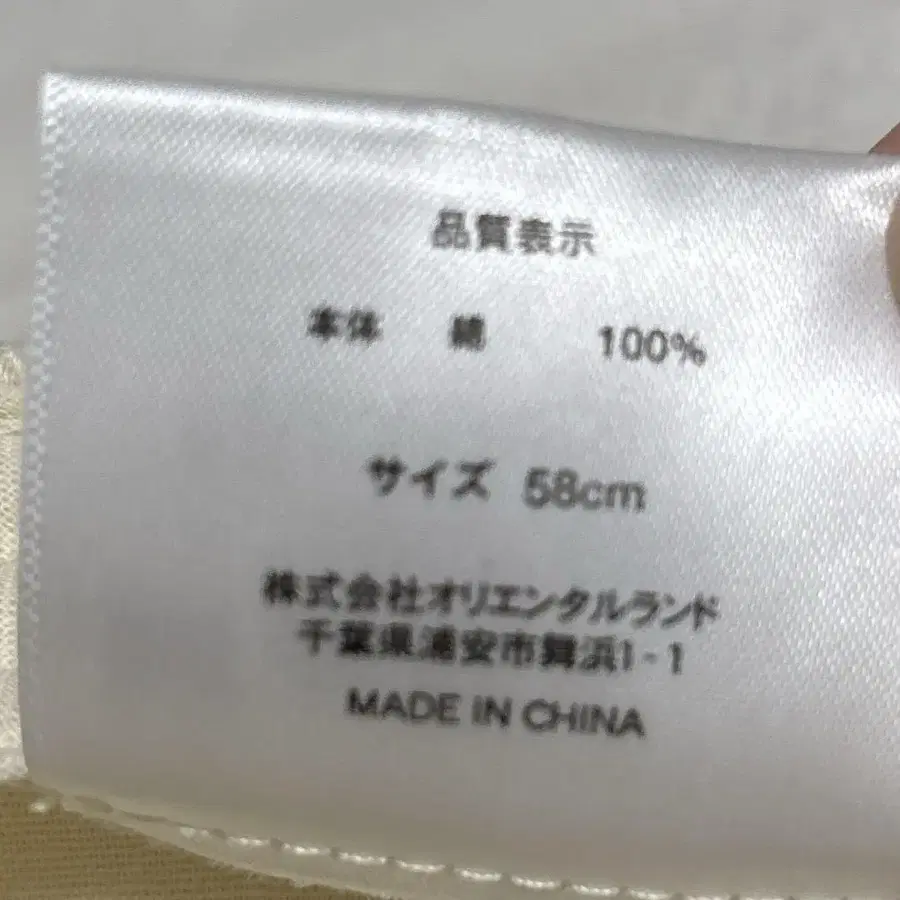 品質表示
本体 綿 100%
サイズ 58cm
株式会社オリエンタルランド
千葉県浦安市舞浜1-1
MADE IN CHINA